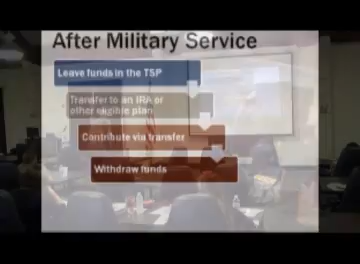 After Military Service
Leave funds in the TSP
Transfer to an IRA or
other eligible plan
Contribute via transfer
Withdraw funds